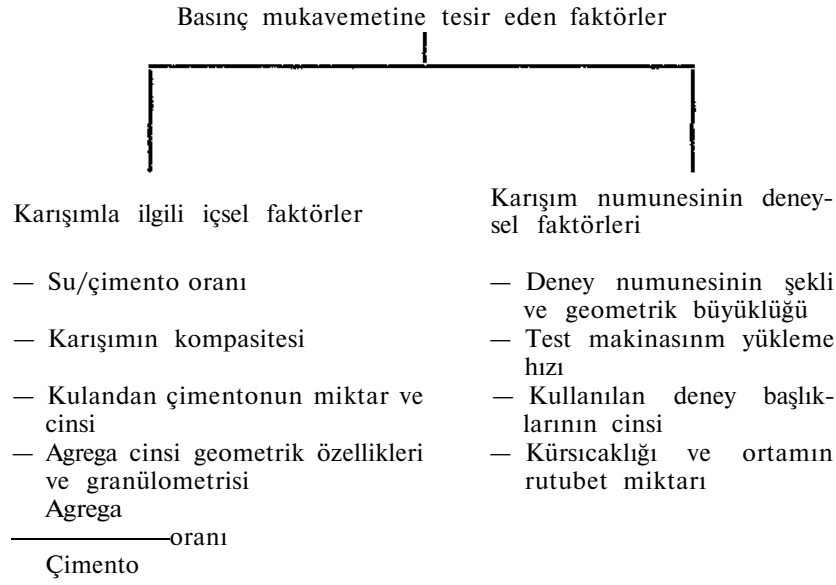 Basınç mukavemetine tesir eden faktörler
Karışımla ilgili içsel faktörler
— Su/çimento oranı
— Karışımın kompasitesi
— Kulandan çimentonun miktar ve
cinsi
— Agrega cinsi geometrik özellikleri
ve granülometrisi
Agrega
oranı
Çimento
Karışım numunesinin deney-
sel faktörleri
— Deney numunesinin şekli
ve geometrik büyüklüğü
— Test makinasınm yükleme
hızı
— Kullanılan deney başlık-
larının cinsi
— Kürsıcaklığı ve ortamın
rutubet miktarı